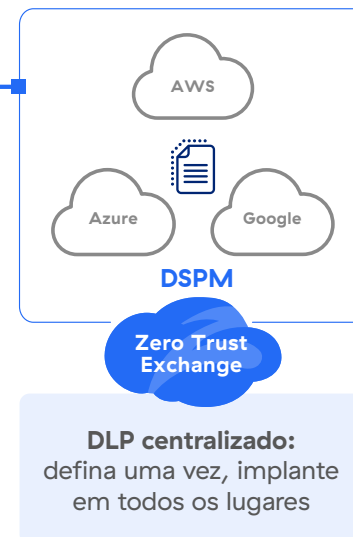 AWS
Azure
Google
DSPM
Zero Trust
Exchange
DLP centralizado:
defina uma vez, implante
em todos os lugares